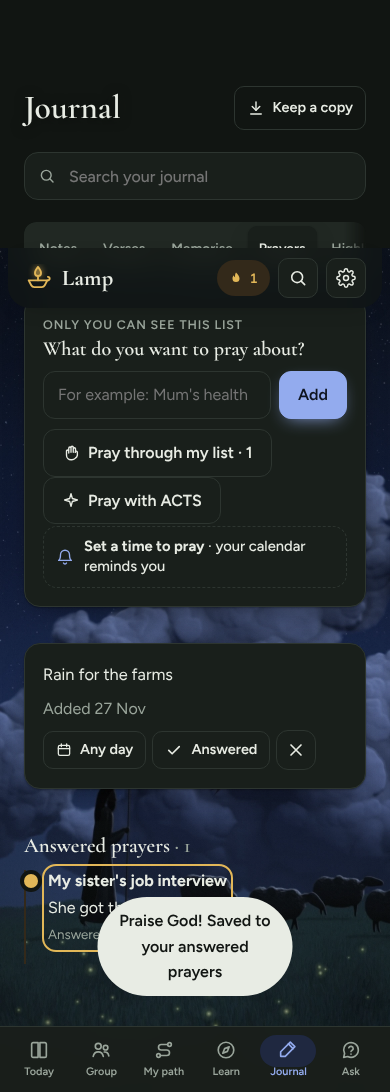 Journal
Keep a copy
Search your journal
Notes Verses Memorise Prayers
Lamp
1
ONLY YOU CAN SEE THIS LIST
What do you want to pray about?
For example: Mum's health
Add
Pray through my list · 1
Pray with ACTS
Set a time to pray · your calendar
reminds you
Rain for the farms
Added 27 Nov
Any day
Answered
Answered prayers · 1
My sister's job interview
She got
Praise God! Saved to
your answered
prayers
Today
Group
My path
Learn
Journal
Ask